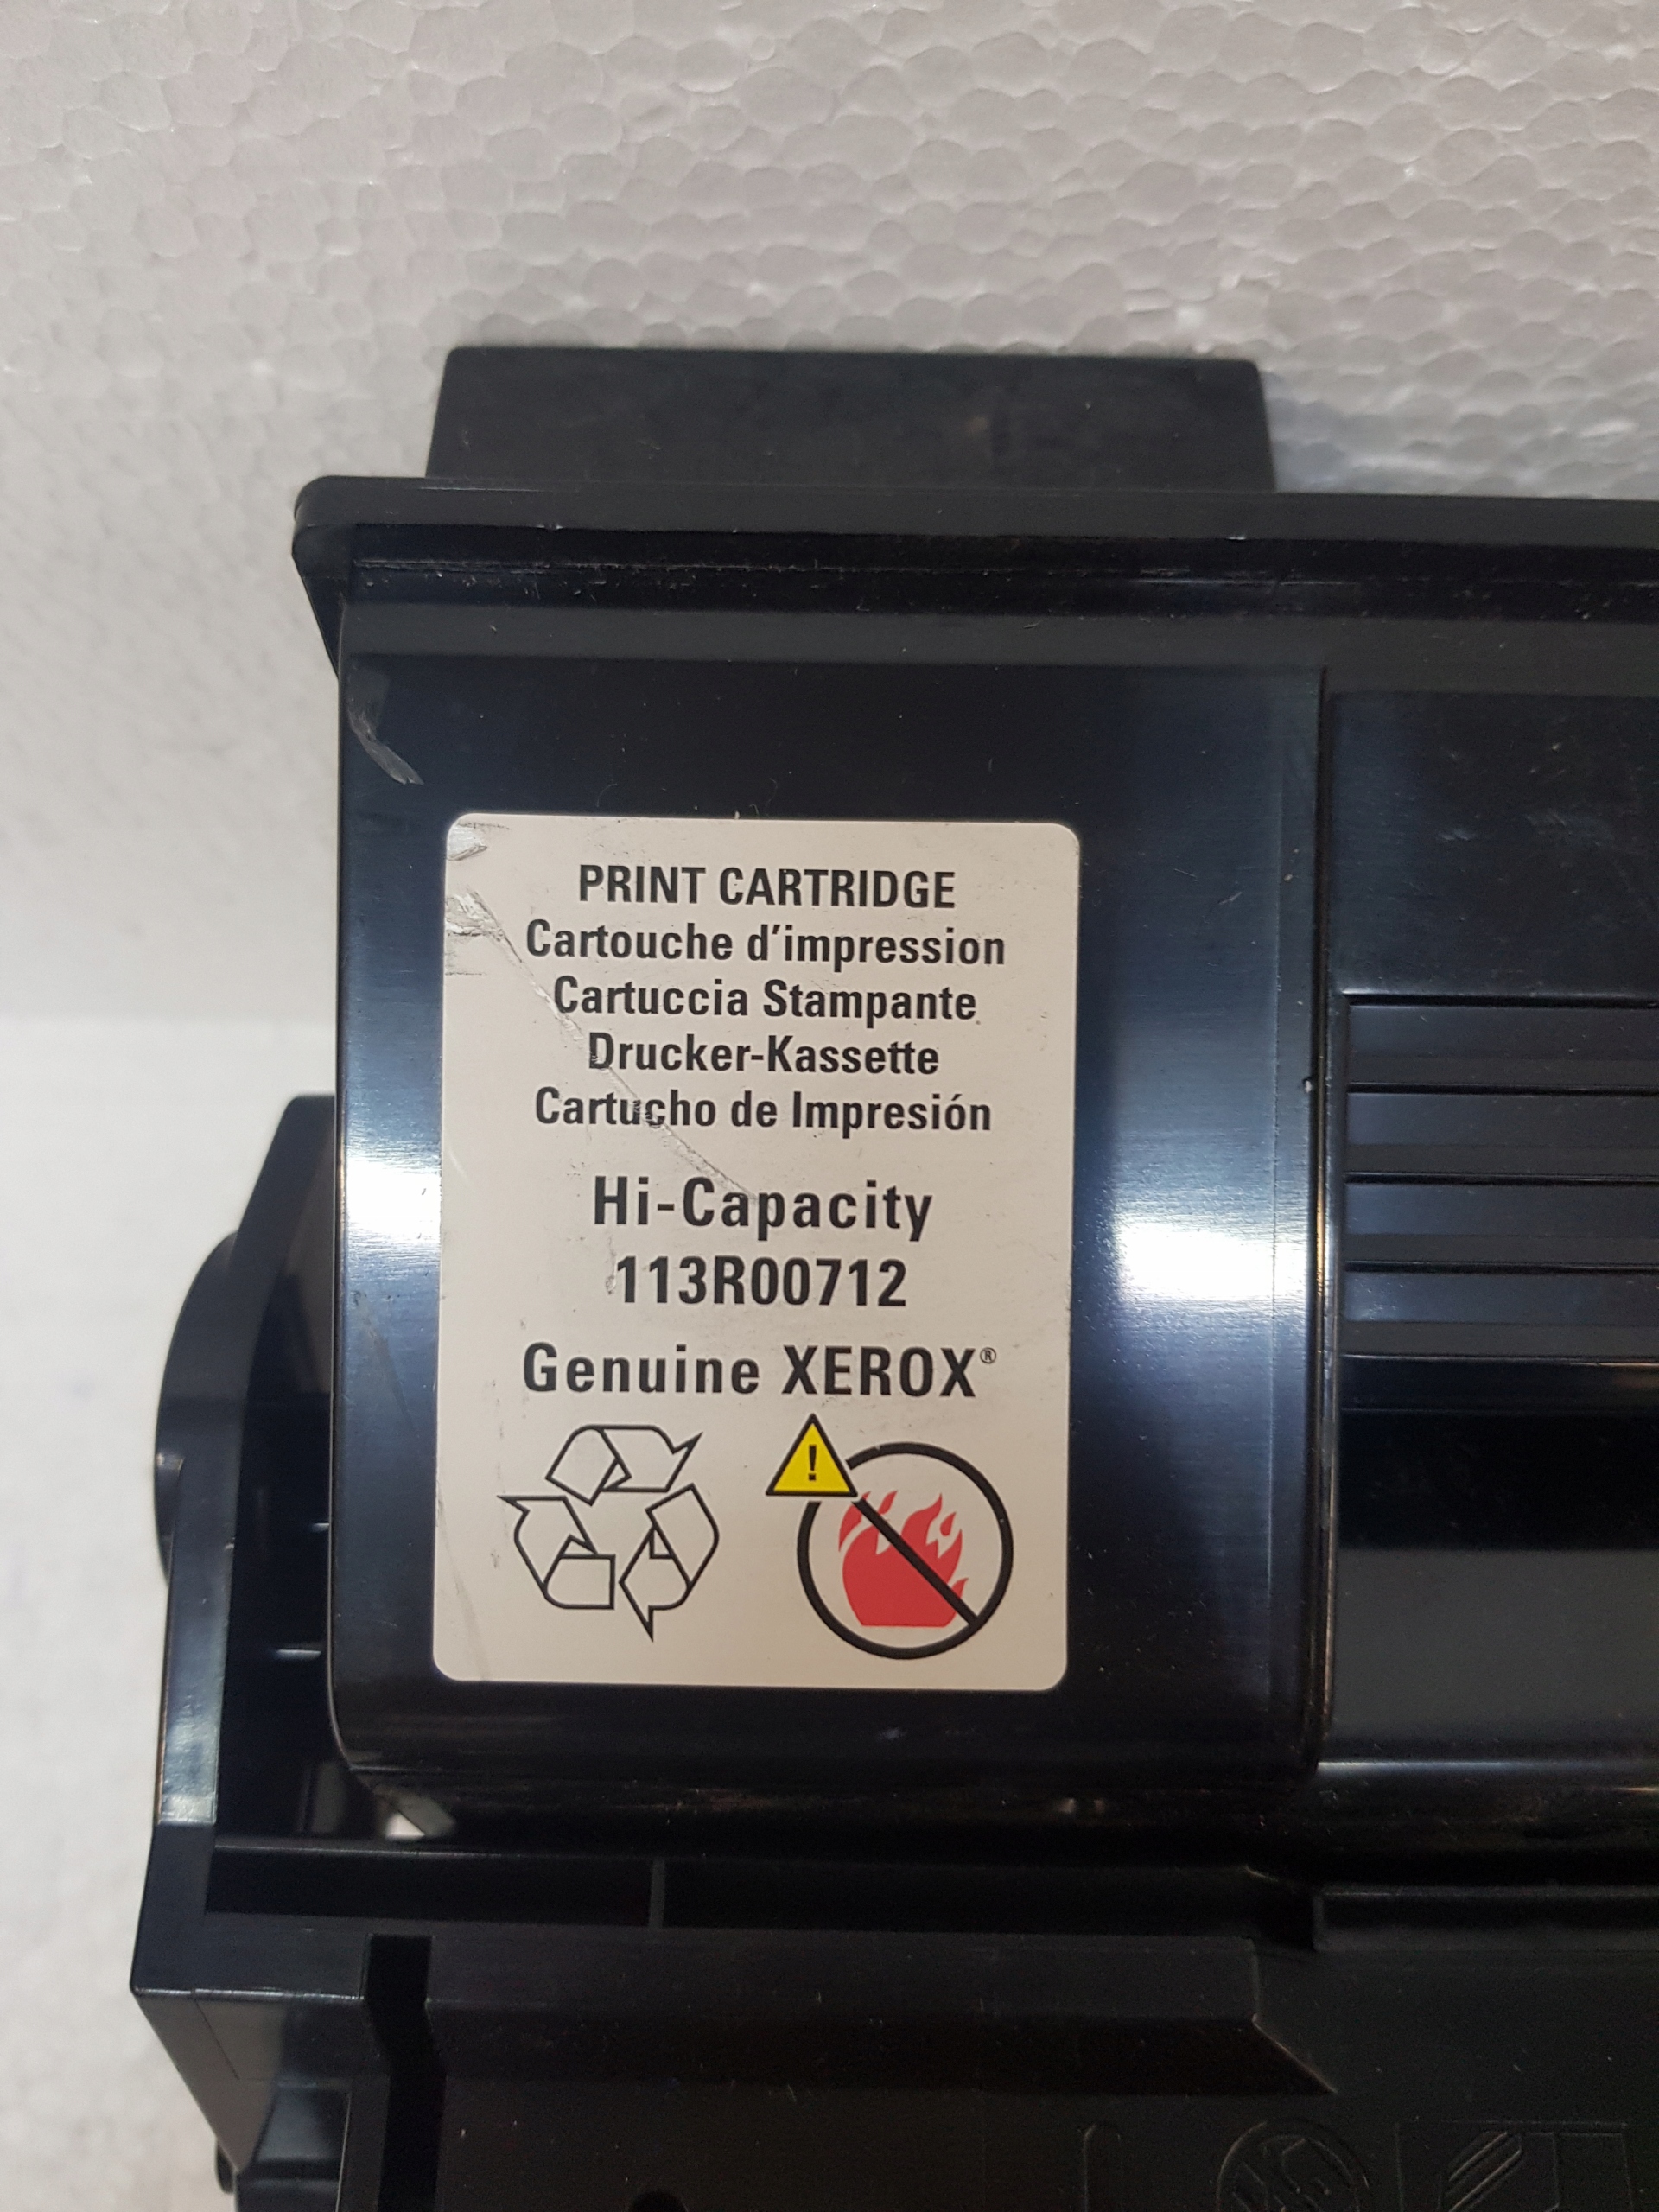 PRINT CARTRIDGE
Cartouche d'impression
Cartuccia Stampante
Drucker-Kassette
Cartucho de Impresión
Hi-Capacity
113R00712
Genuine XEROX®
!